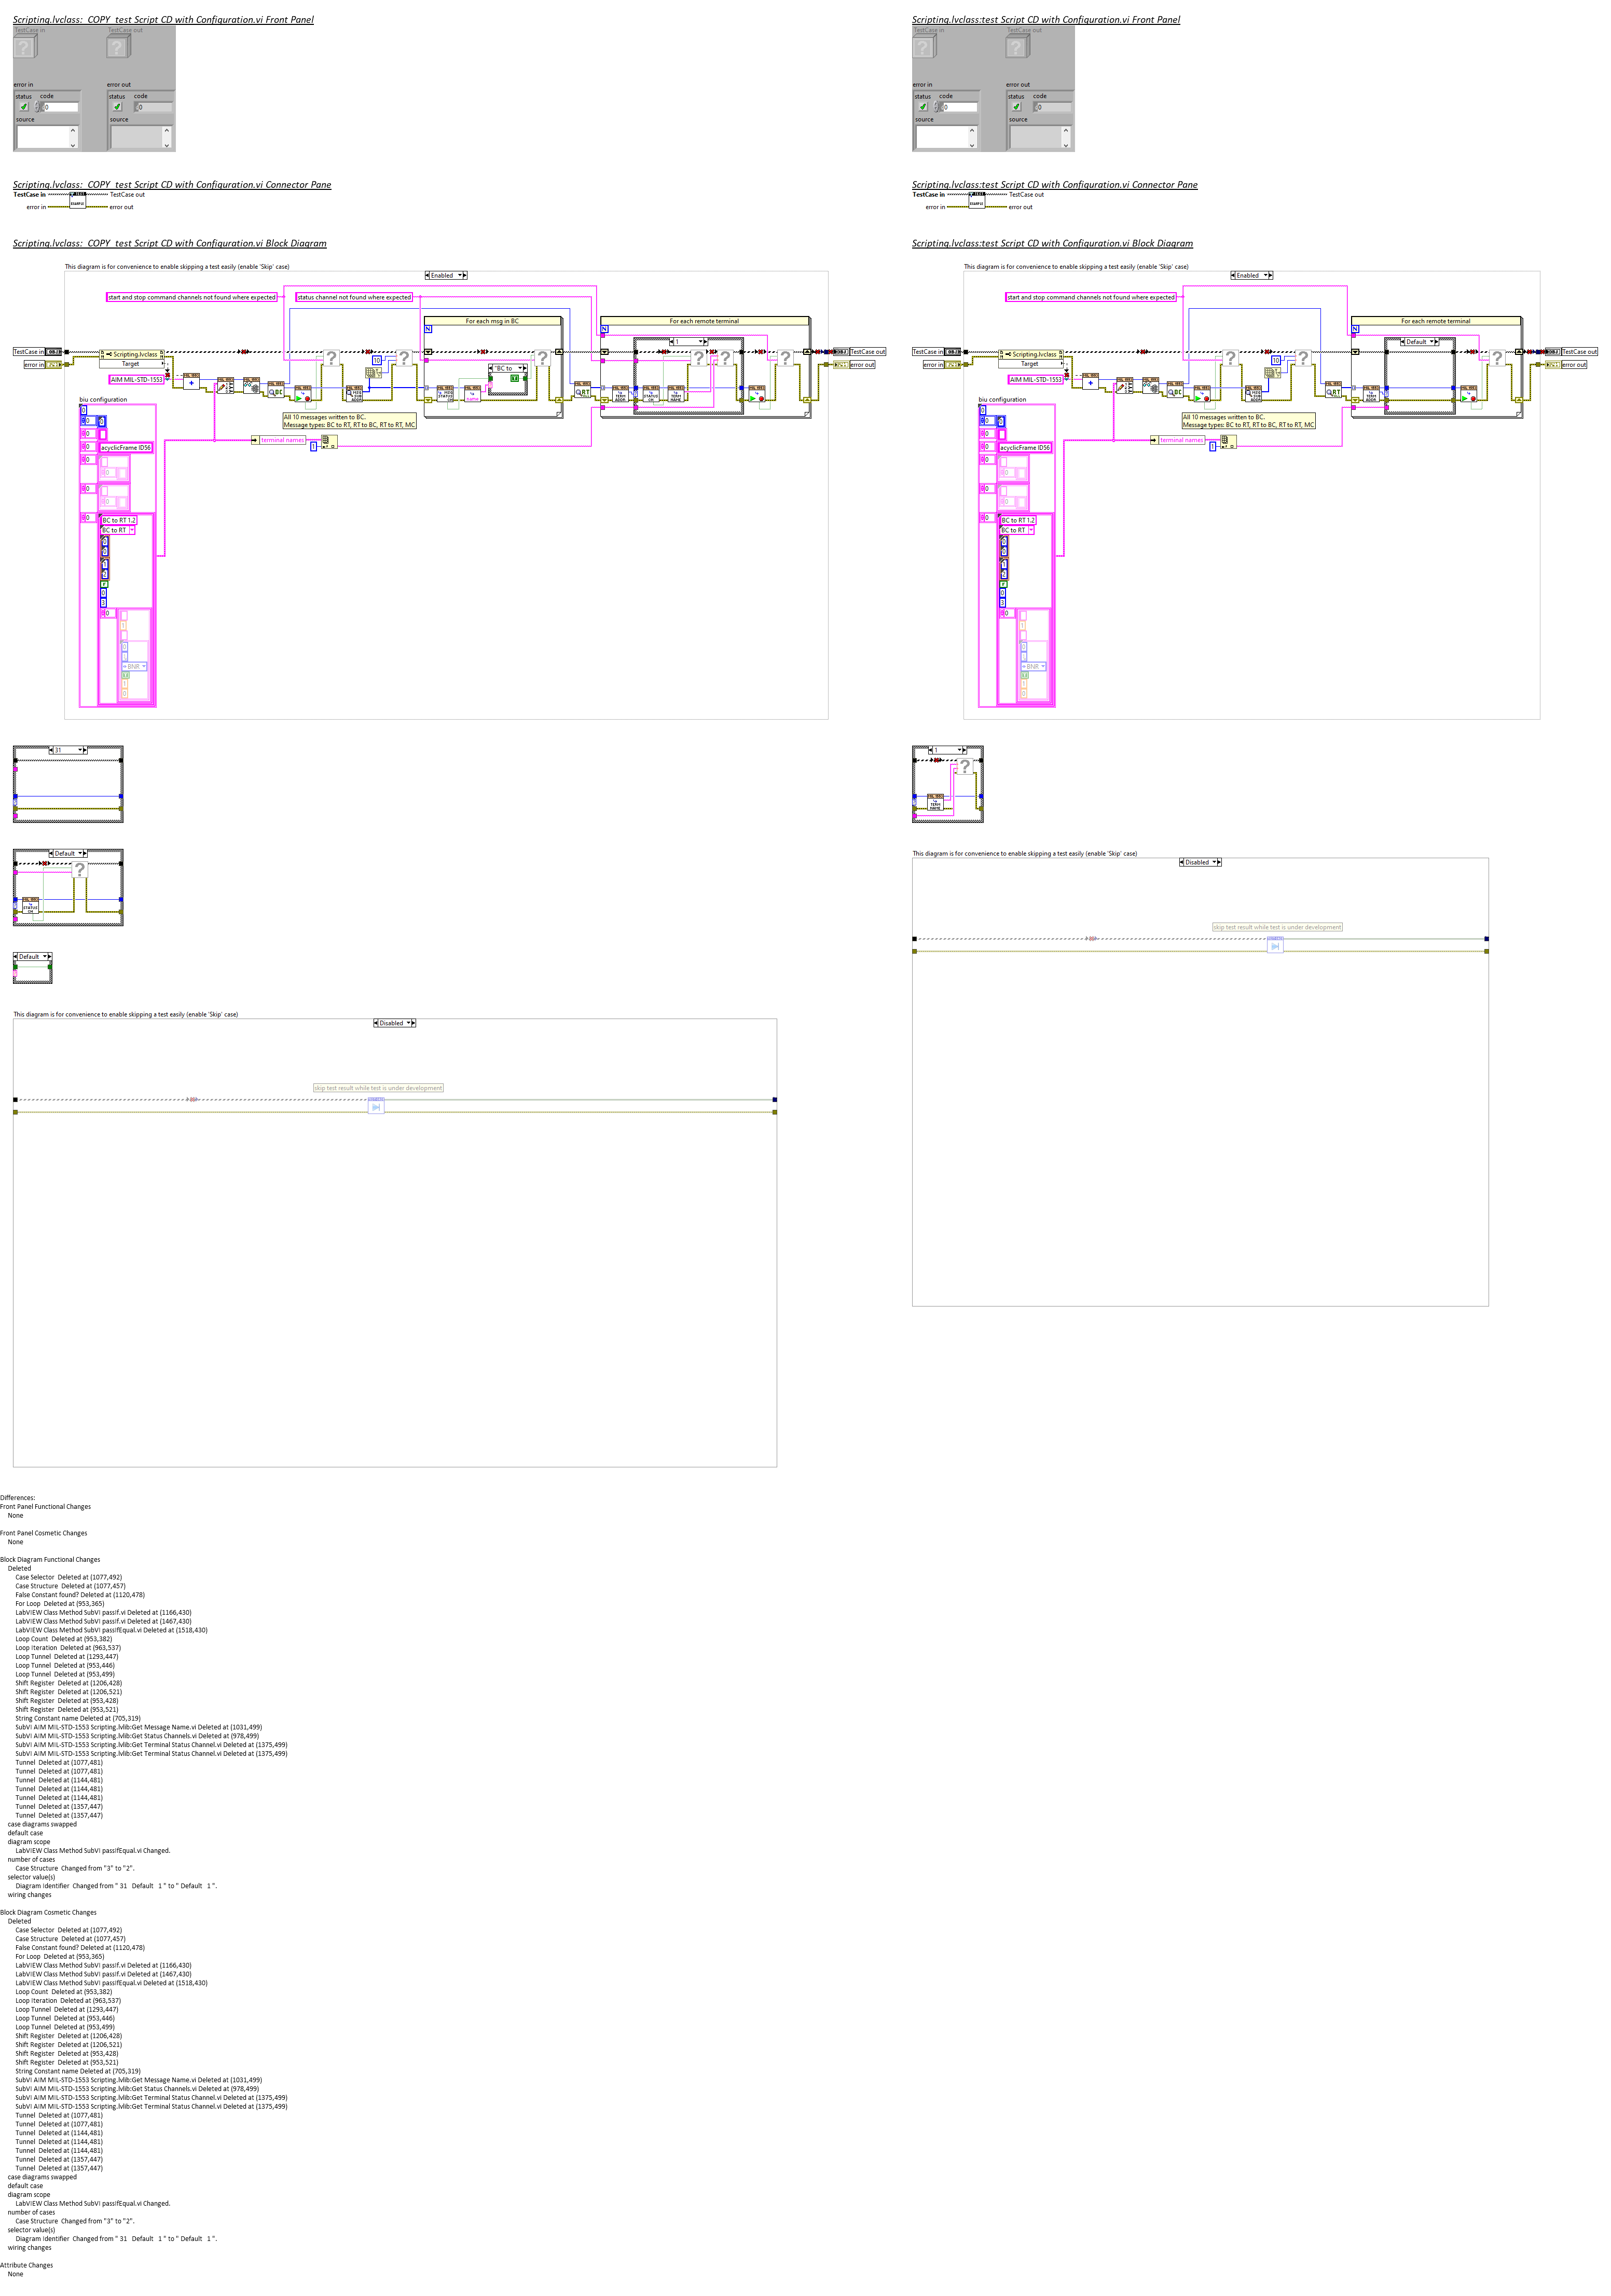 Scripting.lvclass:  COPY  test Script CD with Configuration.vi Front Panel
TestCase in
TestCase out
error in
error out
status
code
status
code
0
0
source
source
Scripting.lvclass:  COPY  test Script CD with Configuration.vi Connector Pane
TestCase in
TestCase out
error in
error out
Scripting.lvclass:  COPY  test Script CD with Configuration.vi Block Diagram
This diagram is for convenience to enable skipping a test easily (enable 'Skip' case)
Enabled
start and stop command channels not found where expected
status channel not found where expected
For each msg in BC
For each remote terminal
N
N
1
TestCase in
Scripting.lvclass
Target
error in
10
"BC to
TestCase out
error out
AIM MIL-STD-1553
biu configuration
All 10 messages written to BC.
Message types: BC to RT, RT to BC, RT to RT, MC
terminal names
1
acyclicFrame ID56
BC to RT 1.2
BC to RT
BNR
31
Default
Default
This diagram is for convenience to enable skipping a test easily (enable 'Skip' case)
Disabled
skip test result while test is under development
Scripting.lvclass:test Script CD with Configuration.vi Front Panel
TestCase in
TestCase out
error in
error out
status
code
status
code
0
0
source
source
Scripting.lvclass:test Script CD with Configuration.vi Connector Pane
TestCase in
TestCase out
error in
error out
Scripting.lvclass:test Script CD with Configuration.vi Block Diagram
This diagram is for convenience to enable skipping a test easily (enable 'Skip' case)
Enabled
start and stop command channels not found where expected
For each remote terminal
N
Default
TestCase in
Scripting.lvclass
Target
error in
10
TestCase out
error out
AIM MIL-STD-1553
biu configuration
All 10 messages written to BC.
Message types: BC to RT, RT to BC, RT to RT, MC
terminal names
1
acyclicFrame ID56
BC to RT 1.2
BC to RT
BNR
1
This diagram is for convenience to enable skipping a test easily (enable 'Skip' case)
Disabled
skip test result while test is under development
Differences:
Front Panel Functional Changes
None
Front Panel Cosmetic Changes
None
Block Diagram Functional Changes
Deleted
Case Selector  Deleted at (1077,492)
Case Structure  Deleted at (1077,457)
False Constant found? Deleted at (1120,478)
For Loop  Deleted at (953,365)
LabVIEW Class Method SubVI passIf.vi Deleted at (1166,430)
LabVIEW Class Method SubVI passIf.vi Deleted at (1467,430)
LabVIEW Class Method SubVI passIfEqual.vi Deleted at (1518,430)
Loop Count  Deleted at (953,382)
Loop Iteration  Deleted at (963,537)
Loop Tunnel  Deleted at (1293,447)
Loop Tunnel  Deleted at (953,446)
Loop Tunnel  Deleted at (953,499)
Shift Register  Deleted at (1206,428)
Shift Register  Deleted at (1206,521)
Shift Register  Deleted at (953,428)
Shift Register  Deleted at (953,521)
String Constant name Deleted at (705,319)
SubVI AIM MIL-STD-1553 Scripting.lvlib:Get Message Name.vi Deleted at (1031,499)
SubVI AIM MIL-STD-1553 Scripting.lvlib:Get Status Channels.vi Deleted at (978,499)
SubVI AIM MIL-STD-1553 Scripting.lvlib:Get Terminal Status Channel.vi Deleted at (1375,499)
SubVI AIM MIL-STD-1553 Scripting.lvlib:Get Terminal Status Channel.vi Deleted at (1375,499)
Tunnel  Deleted at (1077,481)
Tunnel  Deleted at (1077,481)
Tunnel  Deleted at (1144,481)
Tunnel  Deleted at (1144,481)
Tunnel  Deleted at (1144,481)
Tunnel  Deleted at (1357,447)
Tunnel  Deleted at (1357,447)
case diagrams swapped
default case
diagram scope
LabVIEW Class Method SubVI passIfEqual.vi Changed.
number of cases
Case Structure  Changed from "3" to "2".
selector value(s)
Diagram Identifier  Changed from " 31   Default   1 " to " Default   1 ".
wiring changes
Block Diagram Cosmetic Changes
Deleted
Case Selector  Deleted at (1077,492)
Case Structure  Deleted at (1077,457)
False Constant found? Deleted at (1120,478)
For Loop  Deleted at (953,365)
LabVIEW Class Method SubVI passIf.vi Deleted at (1166,430)
LabVIEW Class Method SubVI passIf.vi Deleted at (1467,430)
LabVIEW Class Method SubVI passIfEqual.vi Deleted at (1518,430)
Loop Count  Deleted at (953,382)
Loop Iteration  Deleted at (963,537)
Loop Tunnel  Deleted at (1293,447)
Loop Tunnel  Deleted at (953,446)
Loop Tunnel  Deleted at (953,499)
Shift Register  Deleted at (1206,428)
Shift Register  Deleted at (1206,521)
Shift Register  Deleted at (953,428)
Shift Register  Deleted at (953,521)
String Constant name Deleted at (705,319)
SubVI AIM MIL-STD-1553 Scripting.lvlib:Get Message Name.vi Deleted at (1031,499)
SubVI AIM MIL-STD-1553 Scripting.lvlib:Get Status Channels.vi Deleted at (978,499)
SubVI AIM MIL-STD-1553 Scripting.lvlib:Get Terminal Status Channel.vi Deleted at (1375,499)
SubVI AIM MIL-STD-1553 Scripting.lvlib:Get Terminal Status Channel.vi Deleted at (1375,499)
Tunnel  Deleted at (1077,481)
Tunnel  Deleted at (1077,481)
Tunnel  Deleted at (1144,481)
Tunnel  Deleted at (1144,481)
Tunnel  Deleted at (1144,481)
Tunnel  Deleted at (1357,447)
Tunnel  Deleted at (1357,447)
case diagrams swapped
default case
diagram scope
LabVIEW Class Method SubVI passIfEqual.vi Changed.
number of cases
Case Structure  Changed from "3" to "2".
selector value(s)
Diagram Identifier  Changed from " 31   Default   1 " to " Default   1 ".
wiring changes
Attribute Changes
None